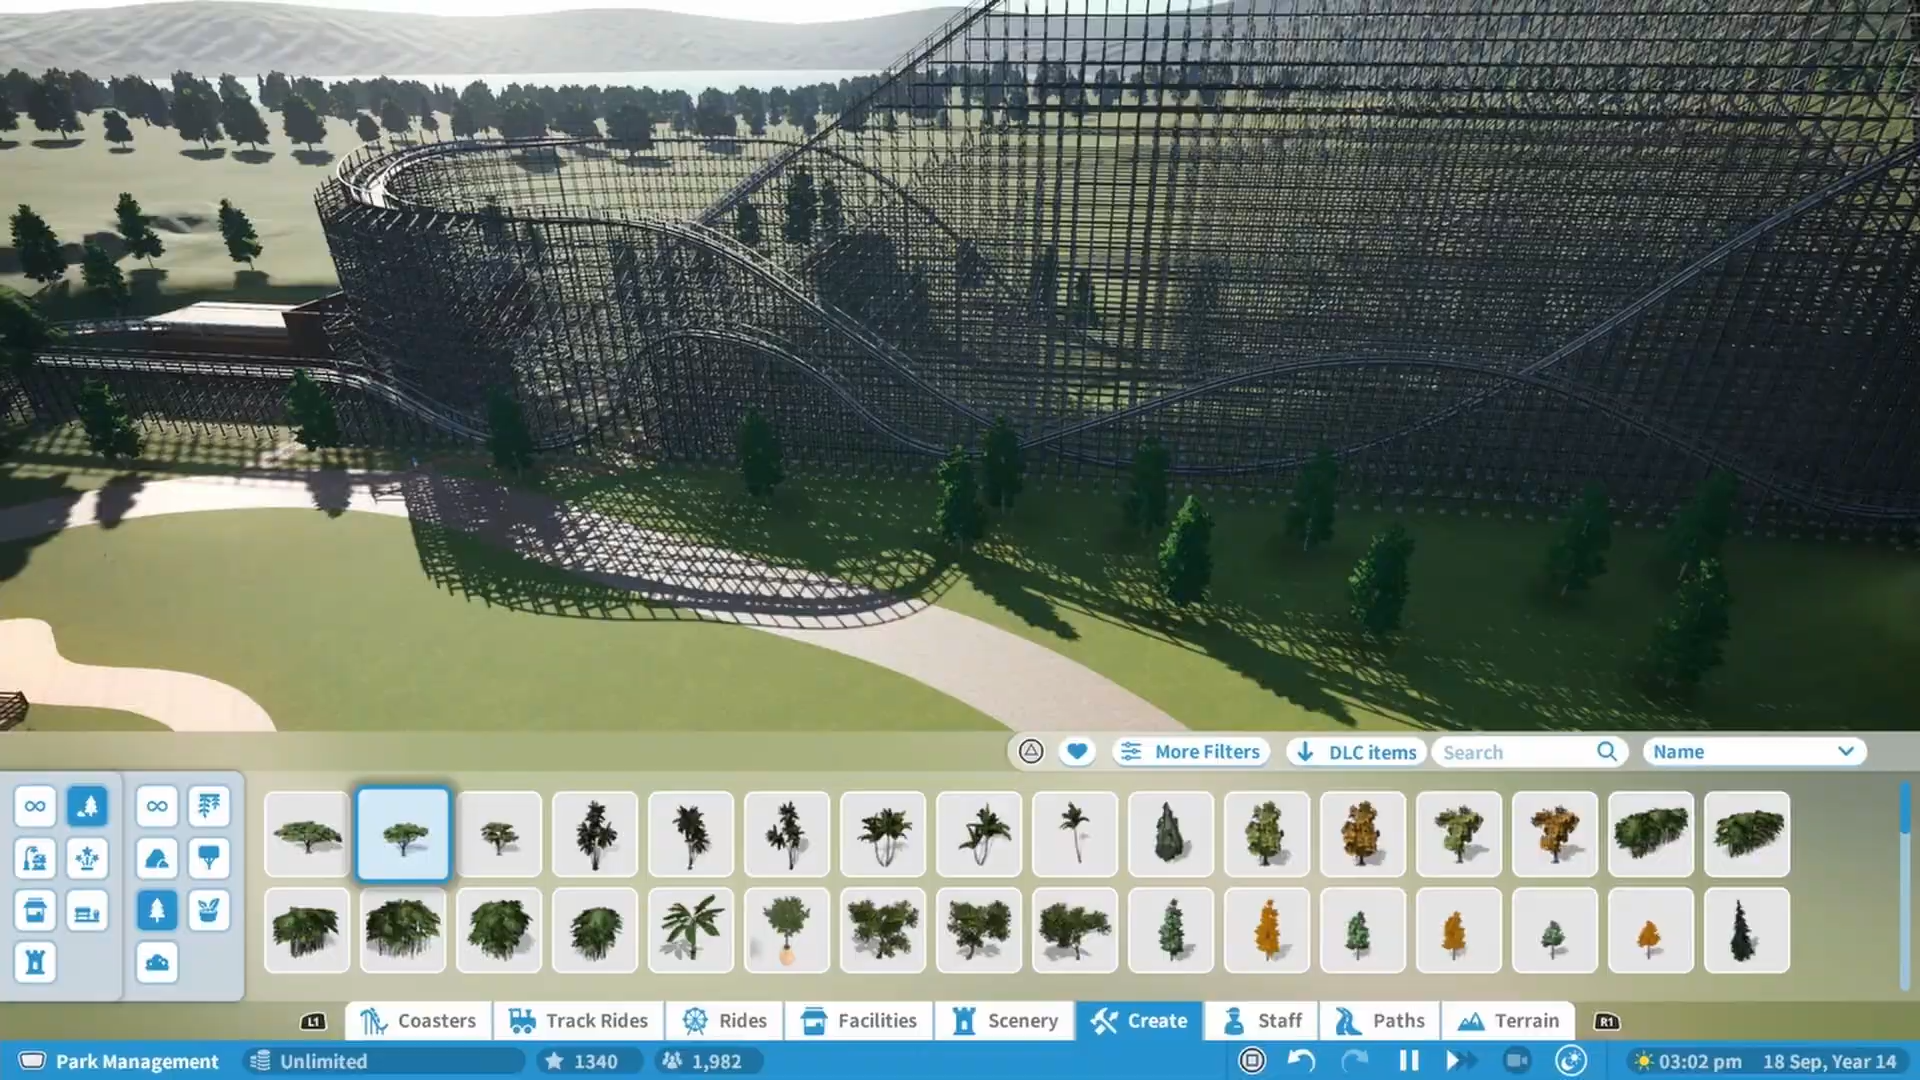 More Filters DLC items Search Name
L1 Coasters Track Rides Rides Facilities Scenery Create Staff Paths Terrain R1
Park Management Unlimited 1340 1,982 03:02 pm 18 Sep, Year 14